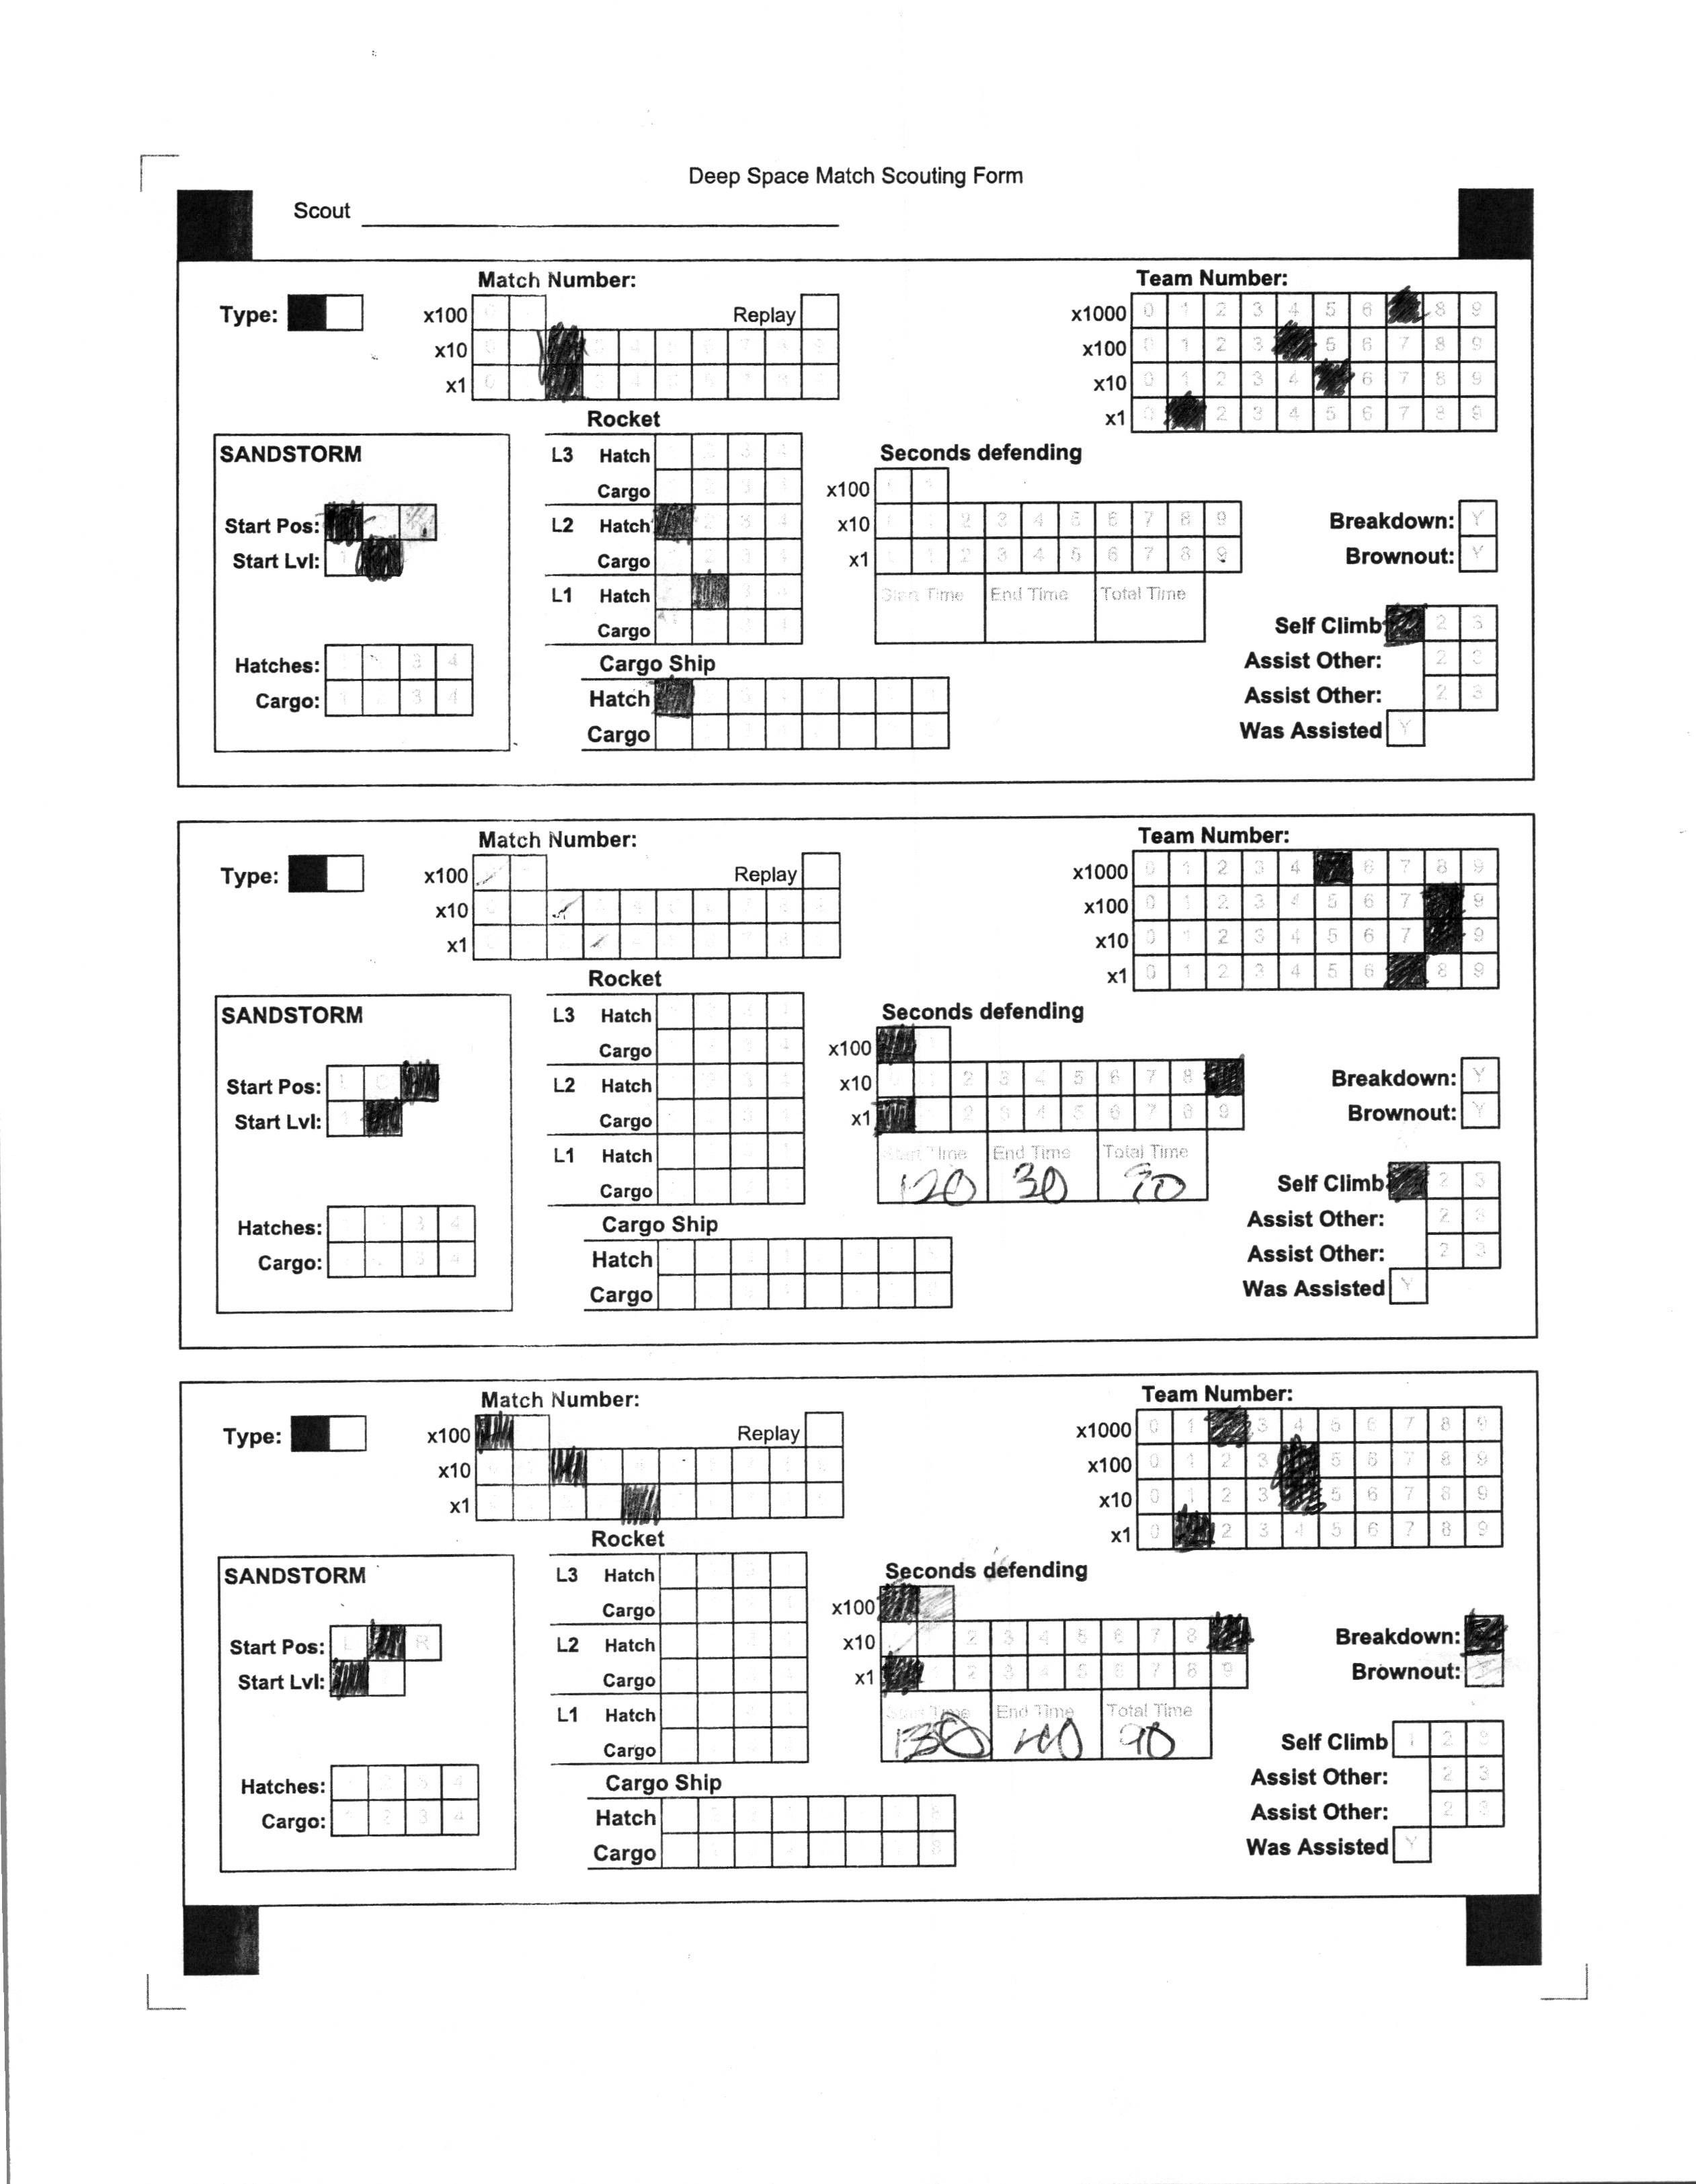 Deep Space Match Scouting Form
Scout
Match Number:
Team Number:
Type:
x100
Replay
x10
x1
x1000 0 1 2 3 4 5 6 8 9
x100 0 1 2 3 5 6 7 8 9
x10 0 1 2 3 4 6 7 8 9
x1 0 2 3 4 5 6 7 8 9
Rocket
SANDSTORM
L3 Hatch
Cargo
L2 Hatch
Cargo
L1 Hatch
Cargo
Start Pos:
Start Lvl:
Hatches: 3 4
Cargo: 3 4
Cargo Ship
Hatch
Cargo
Seconds defending
x100
x10 2 3 4 5 6 7 8 9
x1 2 3 4 5 6 7 8 9
Start Time End Time Total Time
Breakdown: Y
Brownout: Y
Self Climb 2 3
Assist Other: 2 3
Assist Other: 2 3
Was Assisted Y
Match Number:
Team Number:
Type:
x100
Replay
x10
x1
x1000 0 1 2 3 4 6 7 8 9
x100 0 1 2 3 4 5 6 7 9
x10 0 1 2 3 4 5 6 7 9
x1 0 1 2 3 4 5 6 8 9
Rocket
SANDSTORM
L3 Hatch
Cargo
L2 Hatch
Cargo
L1 Hatch
Cargo
Start Pos: L C
Start Lvl: 1
Hatches: 3 4
Cargo: 3 4
Cargo Ship
Hatch
Cargo
Seconds defending
x100
x10 2 3 4 5 6 7 8
x1 2 3 4 5 6 7 8 9
Start Time End Time Total Time
120 30 90
Breakdown: Y
Brownout: Y
Self Climb 2 3
Assist Other: 2 3
Assist Other: 2 3
Was Assisted Y
Match Number:
Team Number:
Type:
x100
Replay
x10
x1
x1000 0 1 3 4 5 6 7 8 9
x100 0 1 2 3 5 6 7 8 9
x10 0 1 2 3 5 6 7 8 9
x1 0 2 3 4 5 6 7 8 9
Rocket
SANDSTORM
L3 Hatch
Cargo
L2 Hatch
Cargo
L1 Hatch
Cargo
Start Pos: L R
Start Lvl:
Hatches: 1 2 3 4
Cargo: 1 2 3 4
Cargo Ship
Hatch 8
Cargo 8
Seconds defending
x100
x10 2 3 4 5 6 7 8
x1 2 3 4 5 6 7 8 9
Start Time End Time Total Time
130 40 90
Breakdown:
Brownout:
Self Climb 1 2 3
Assist Other: 2 3
Assist Other: 2 3
Was Assisted Y